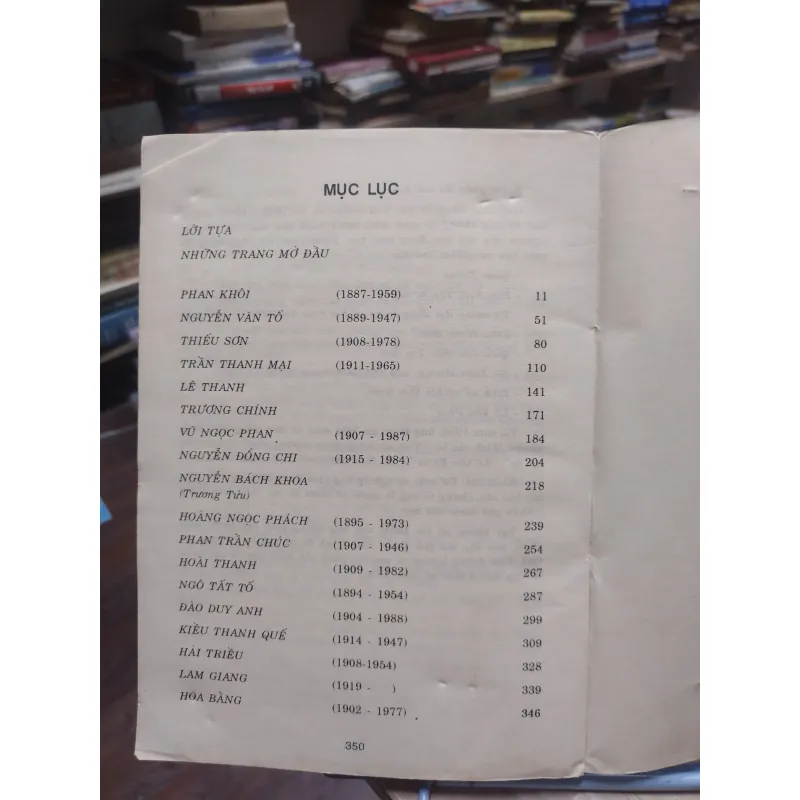 MỤC LỤC
LỜI TỰA
NHỮNG TRANG MỞ ĐẦU
PHAN KHÔI (1887-1959) 11
NGUYỄN VĂN TỐ (1889-1947) 51
THIẾU SƠN (1908-1978) 80
TRẦN THANH MẠI (1911-1965) 110
LÊ THANH 141
TRƯƠNG CHÍNH 171
VŨ NGỌC PHAN (1907 - 1987) 184
NGUYỄN ĐỔNG CHI (1915 - 1984) 204
NGUYỄN BÁCH KHOA 218
(Trương Tửu)
HOÀNG NGỌC PHÁCH (1895 - 1973) 239
PHAN TRẦN CHÚC (1907 - 1946) 254
HOÀI THANH (1909 - 1982) 267
NGÔ TẤT TỐ (1894 - 1954) 287
ĐÀO DUY ANH (1904 - 1988) 299
KIỀU THANH QUẾ (1914 - 1947) 309
HẢI TRIỀU (1908-1954) 328
LAM GIANG (1919 - ) 339
HOA BẰNG (1902 - 1977) 346
350